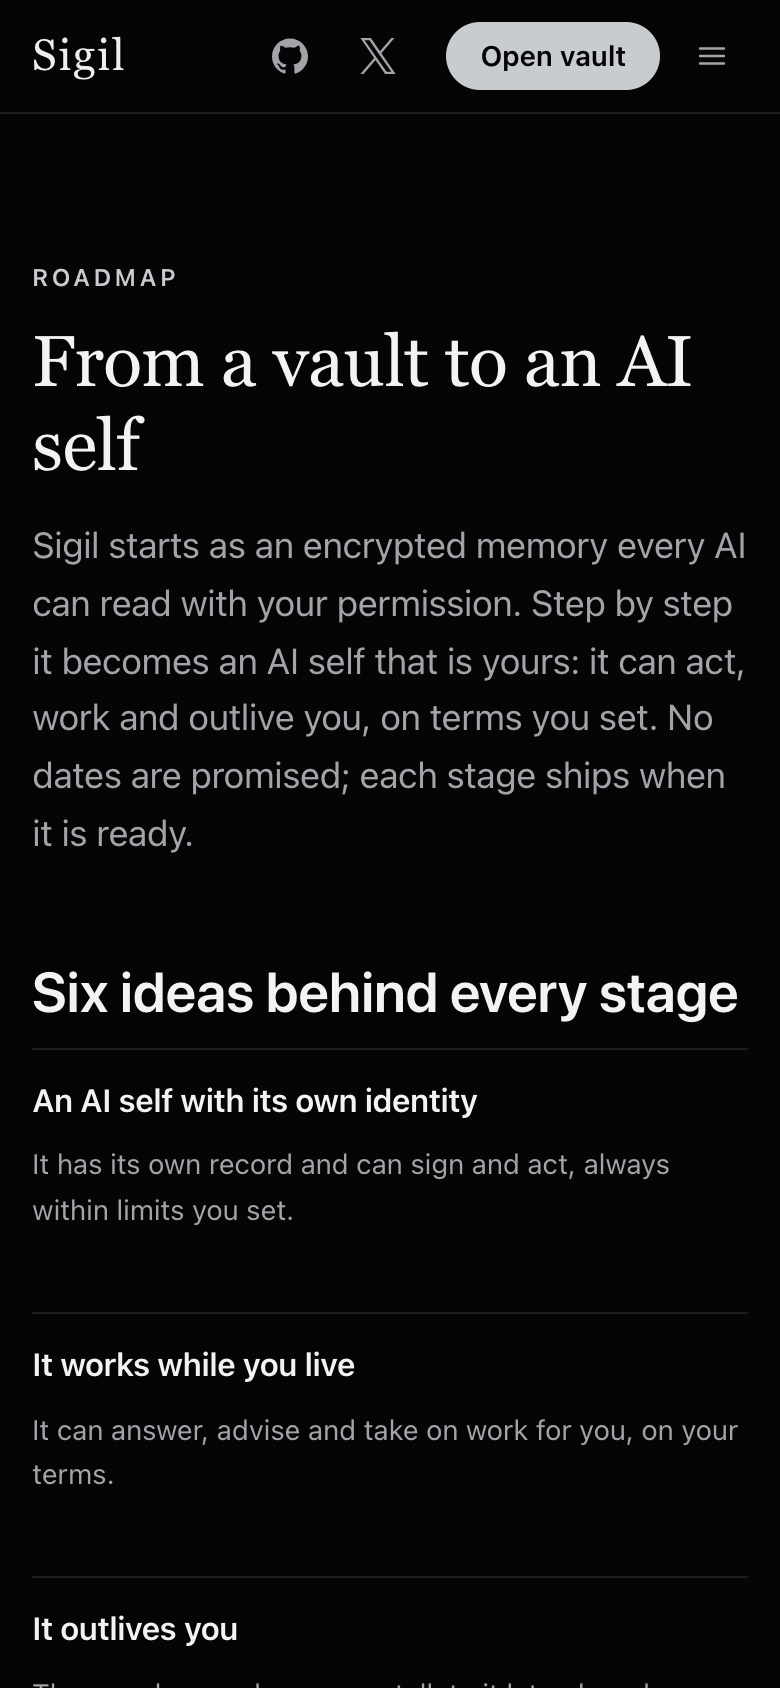 Sigil
Open vault
ROADMAP
From a vault to an AI
self
Sigil starts as an encrypted memory every AI
can read with your permission. Step by step
it becomes an AI self that is yours: it can act,
work and outlive you, on terms you set. No
dates are promised; each stage ships when
it is ready.
Six ideas behind every stage
An AI self with its own identity
It has its own record and can sign and act, always
within limits you set.
It works while you live
It can answer, advise and take on work for you, on your
terms.
It outlives you